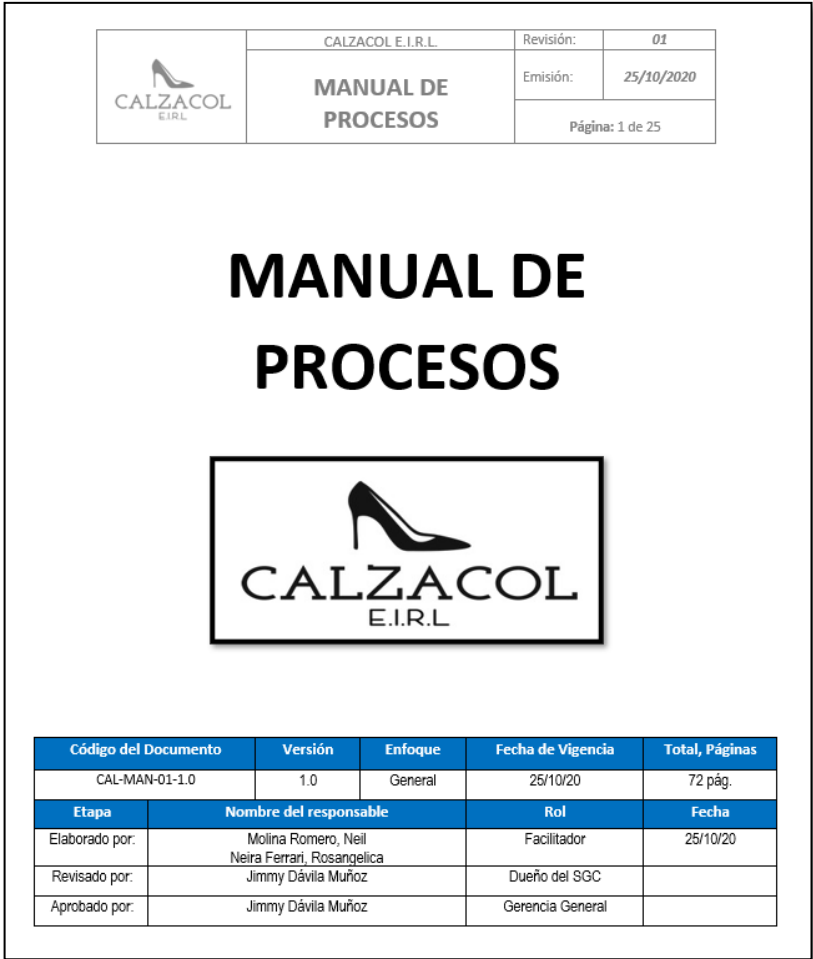 CALZACOL
E.I.R.L
CALZACOL E.I.R.L.
MANUAL DE
PROCESOS
Revisión: 01
Emisión: 25/10/2020
Página: 1 de 25
MANUAL DE
PROCESOS
CALZACOL
E.I.R.L
Código del Documento Versión Enfoque Fecha de Vigencia Total, Páginas
CAL-MAN-01-1.0 1.0 General 25/10/20 72 pág.
Etapa Nombre del responsable Rol Fecha
Elaborado por: Molina Romero, Neil Facilitador 25/10/20
Neira Ferrari, Rosangelica
Revisado por: Jimmy Dávila Muñoz Dueño del SGC
Aprobado por: Jimmy Dávila Muñoz Gerencia General